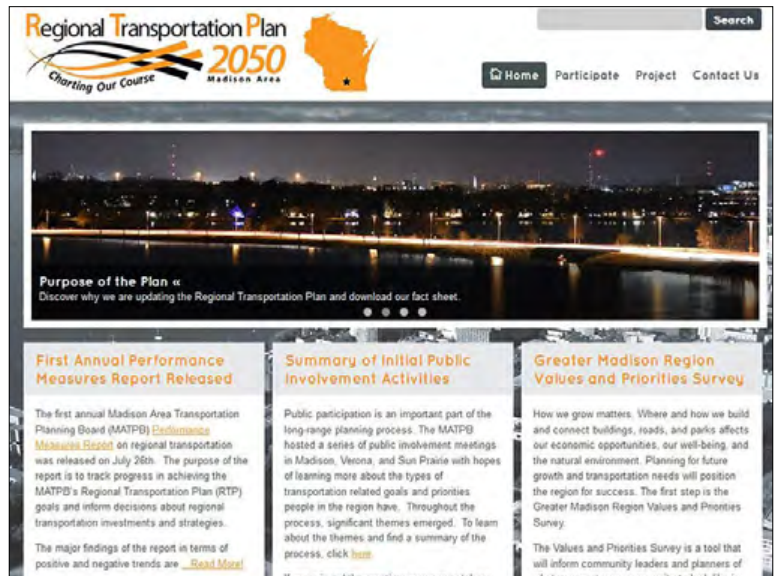 Regional Transportation Plan
2050
Madison Area
Charting Our Course
Search
Home Participate Project Contact Us
Purpose of the Plan «
Discover why we are updating the Regional Transportation Plan and download our fact sheet.
First Annual Performance
Measures Report Released
The first annual Madison Area Transportation
Planning Board (MATPB) Performance
Measures Report on regional transportation
was released on July 26th. The purpose of the
report is to track progress in achieving the
MATPB's Regional Transportation Plan (RTP)
goals and inform decisions about regional
transportation investments and strategies.
The major findings of the report in terms of
positive and negative trends are ...Read More!
Summary of Initial Public
Involvement Activities
Public participation is an important part of the
long-range planning process. The MATPB
hosted a series of public involvement meetings
in Madison, Verona, and Sun Prairie with hopes
of learning more about the types of
transportation related goals and priorities
people in the region have. Throughout the
process, significant themes emerged. To learn
about the themes and find a summary of the
process, click here.
Greater Madison Region
Values and Priorities Survey
How we grow matters. Where and how we build
and connect buildings, roads, and parks affects
our economic opportunities, our well-being, and
the natural environment. Planning for future
growth and transportation needs will position
the region for success. The first step is the
Greater Madison Region Values and Priorities
Survey.
The Values and Priorities Survey is a tool that
will inform community leaders and planners of